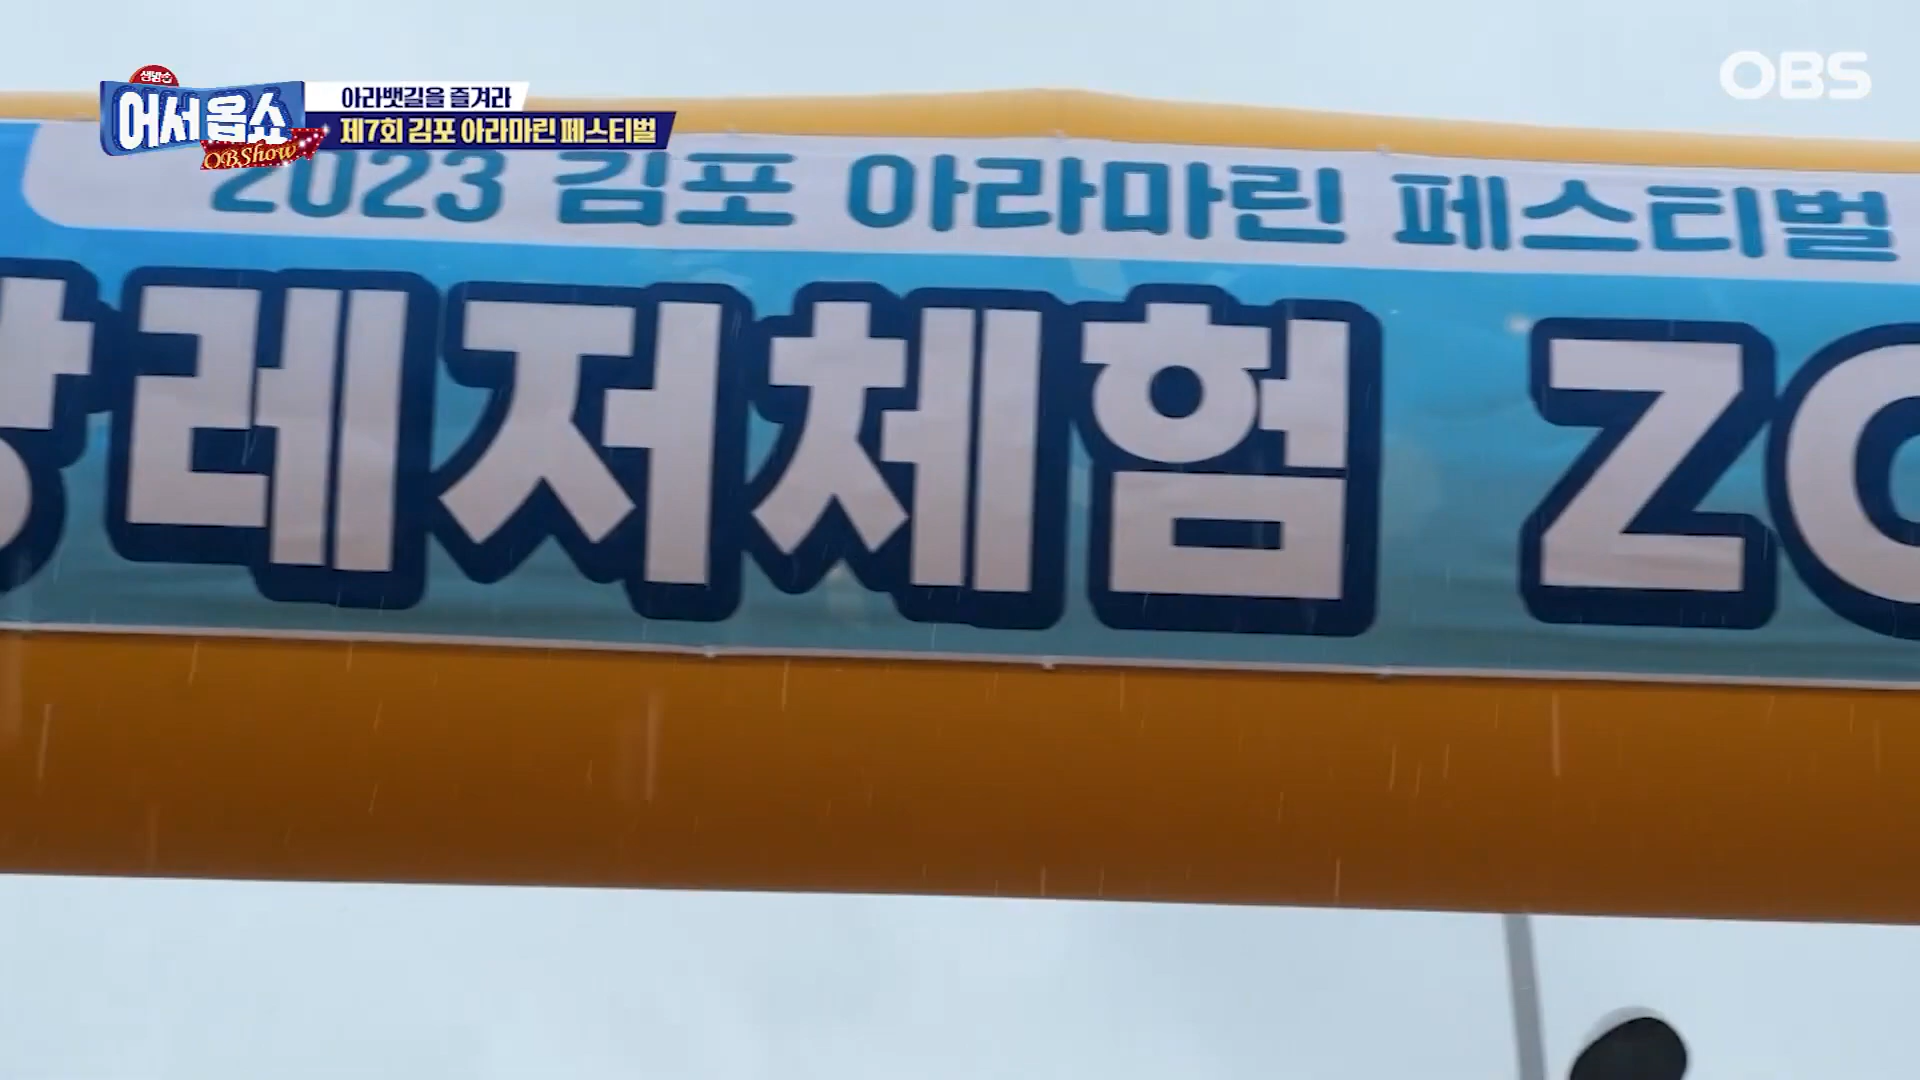 OBS
생방송
어서옵쇼
OBShow
아라뱃길을 즐겨라
제7회 김포 아라마린 페스티벌
2023 김포 아라마린 페스티벌
레저체험